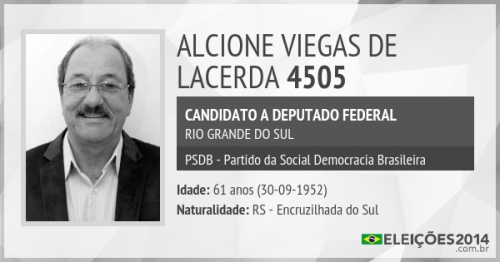 ALCIONE VIEGAS DE
LACERDA 4505
CANDIDATO A DEPUTADO FEDERAL
RIO GRANDE DO SUL
PSDB - Partido da Social Democracia Brasileira
Idade: 61 anos (30-09-1952)
Naturalidade: RS - Encruzilhada do Sul
ELEIÇÕES2014
.com.br